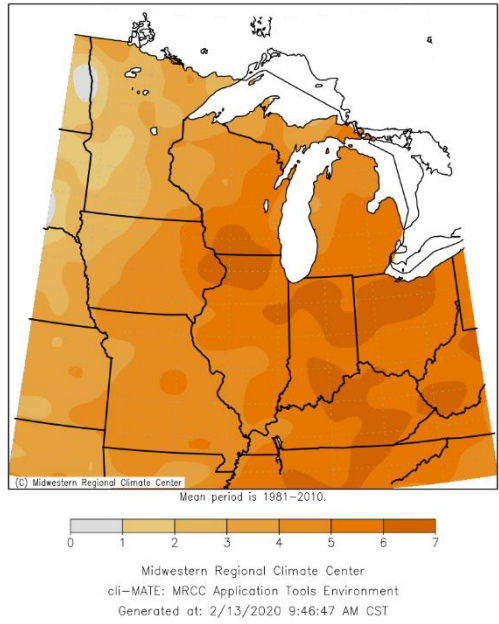 (C) Midwestern Regional Climate Center
Mean period is 1981-2010.
0 1 2 3 4 5 6 7
Midwestern Regional Climate Center
cli-MATE: MRCC Application Tools Environment
Generated at: 2/13/2020 9:46:47 AM CST